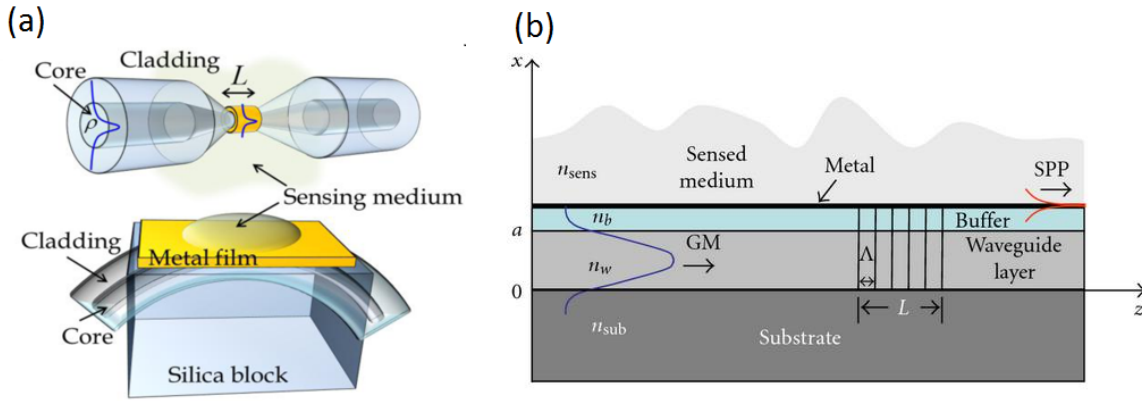 (a)
Cladding
Core
L
ρ
Sensing medium
Cladding
Metal film
Core
Silica block
(b)
x
n_sens
Sensed
medium
Metal
SPP
n_b
Buffer
a
GM
Λ
Waveguide
layer
n_w
0
z
L
n_sub
Substrate